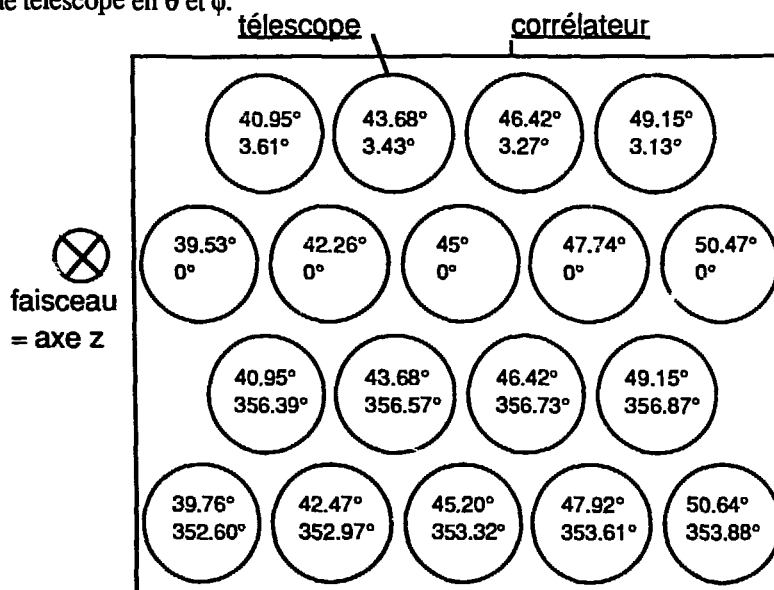 le télescope en θ et φ.
télescope corrélateur
40.95° 43.68° 46.42° 49.15°
3.61° 3.43° 3.27° 3.13°
39.53° 42.26° 45° 47.74° 50.47°
0° 0° 0° 0° 0°
faisceau
= axe z
40.95° 43.68° 46.42° 49.15°
356.39° 356.57° 356.73° 356.87°
39.76° 42.47° 45.20° 47.92° 50.64°
352.60° 352.97° 353.32° 353.61° 353.88°